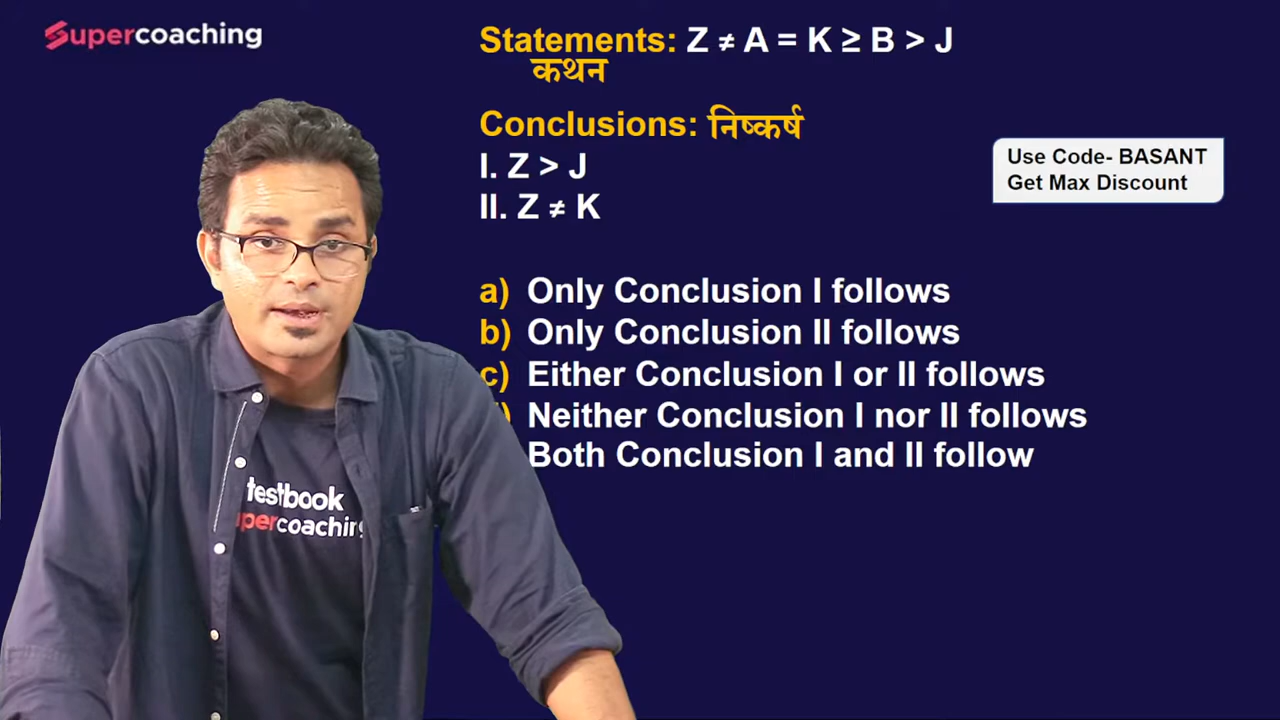 Supercoaching
Statements: Z ≠ A = K ≥ B > J
कथन
Conclusions: निष्कर्ष
I. Z > J
II. Z ≠ K
Use Code- BASANT
Get Max Discount
a) Only Conclusion I follows
b) Only Conclusion II follows
c) Either Conclusion I or II follows
Neither Conclusion I nor II follows
Both Conclusion I and II follow
testbook
supercoaching